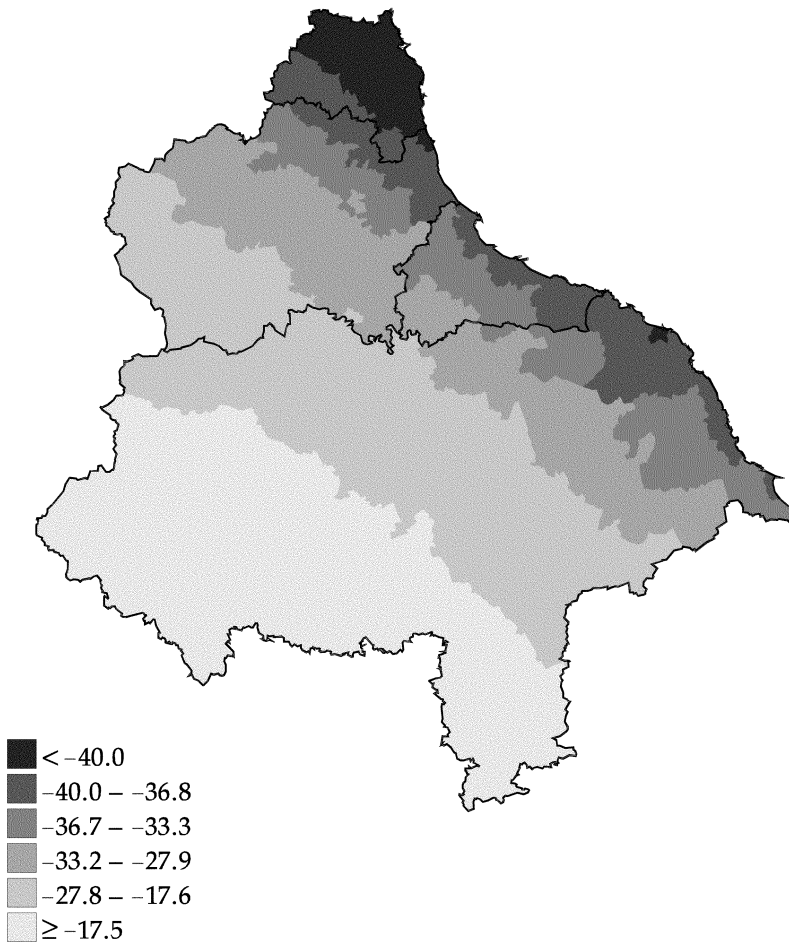 < –40.0
–40.0 – –36.8
–36.7 – –33.3
–33.2 – –27.9
–27.8 – –17.6
≥ –17.5